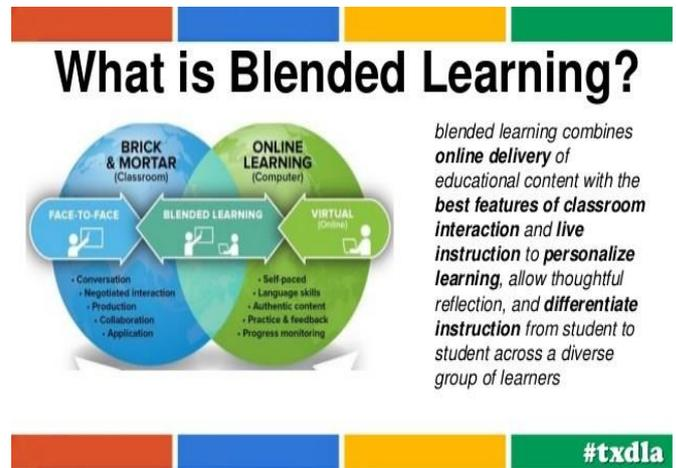 What is Blended Learning?
BRICK
& MORTAR
(Classroom)
ONLINE
LEARNING
(Computer)
FACE-TO-FACE
BLENDED LEARNING
VIRTUAL
(Online)
• Conversation
• Negotiated interaction
• Production
• Collaboration
• Application
• Self-paced
• Language skills
• Authentic content
• Practice & feedback
• Progress monitoring
blended learning combines
online delivery of
educational content with the
best features of classroom
interaction and live
instruction to personalize
learning, allow thoughtful
reflection, and differentiate
instruction from student to
student across a diverse
group of learners
#txdla